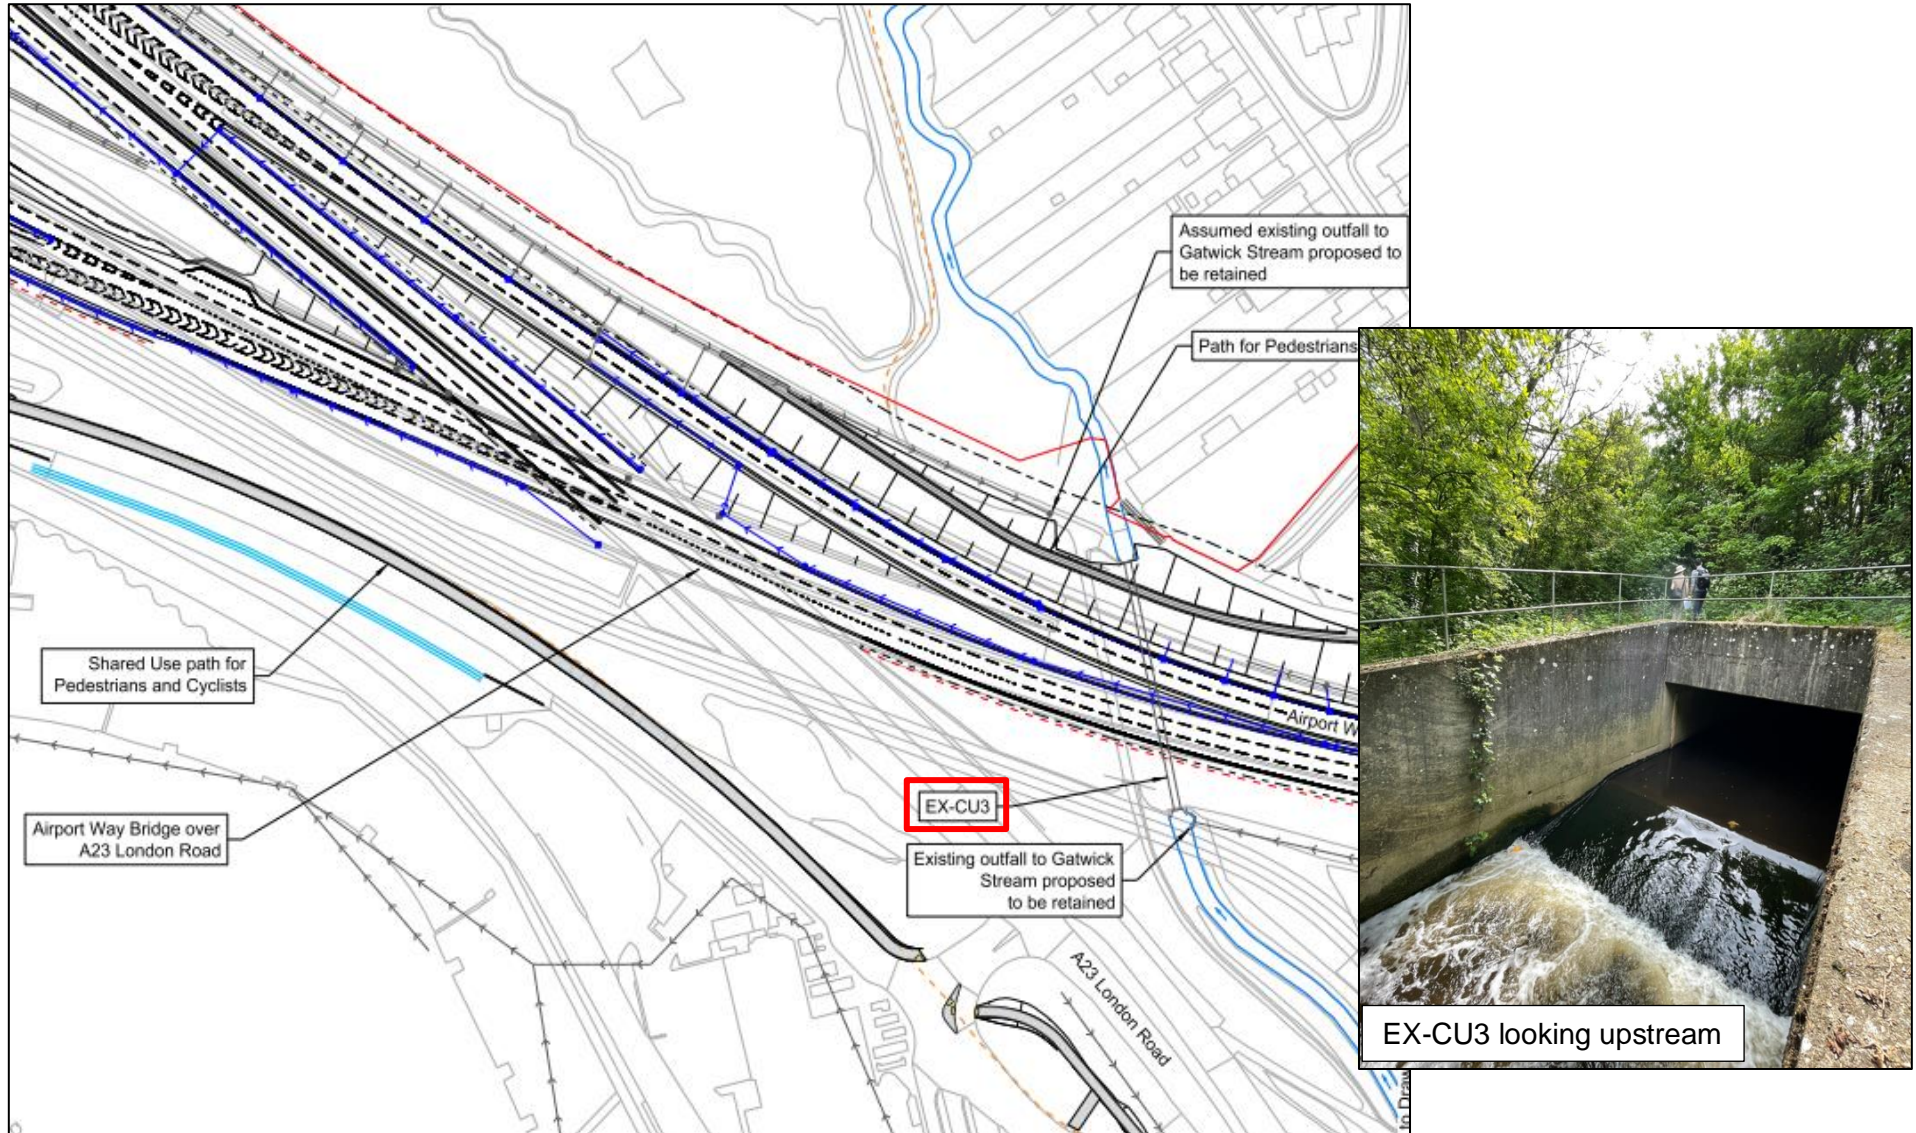 Assumed existing outfall to
Gatwick Stream proposed to
be retained
Path for Pedestrians
Shared Use path for
Pedestrians and Cyclists
Airport Way Bridge over
A23 London Road
EX-CU3
Existing outfall to Gatwick
Stream proposed
to be retained
Airport W
A23 London Road
EX-CU3 looking upstream